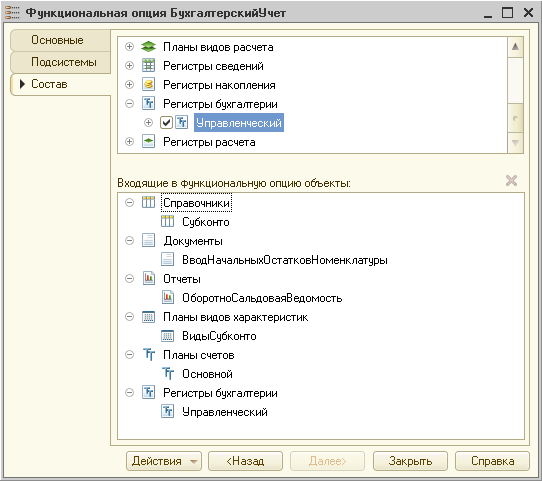 Функциональная опция БухгалтерскийУчет
Основные
Подсистемы
Состав
Планы видов расчета
Регистры сведений
Регистры накопления
Регистры бухгалтерии
Управленческий
Регистры расчета
Входящие в функциональную опцию объекты:
Справочники
Субконто
Документы
ВводНачальныхОстатковНоменклатуры
Отчеты
ОборотноСальдоваяВедомость
Планы видов характеристик
ВидыСубконто
Планы счетов
Основной
Регистры бухгалтерии
Управленческий
Действия
<Назад
Далее>
Закрыть
Справка